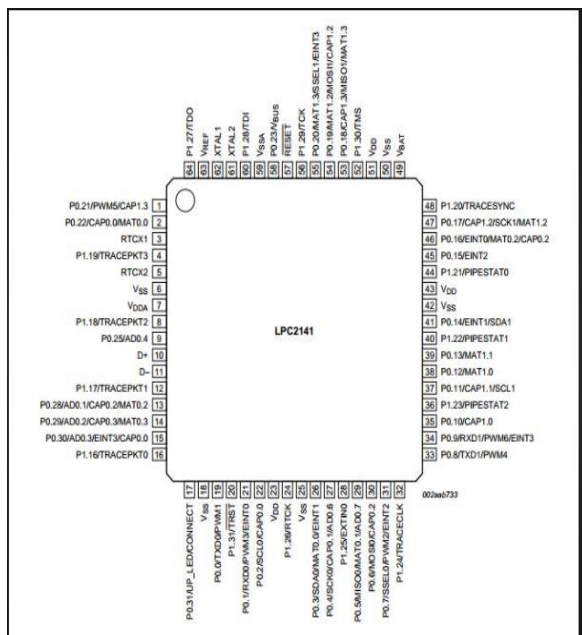 64 P1.27/TDO
63 VREF
62 XTAL1
61 XTAL2
60 P1.28/TDI
59 VSSA
58 P0.23/VBUS
57 RESET
56 P1.29/TCK
55 P0.20/MAT1.3/SSEL1/EINT3
54 P0.19/MAT1.2/MOSI1/CAP1.2
53 P0.18/CAP1.3/MISO1/MAT1.3
52 P1.30/TMS
51 VDD
50 VSS
49 VBAT
P0.21/PWM5/CAP1.3 1
P0.22/CAP0.0/MAT0.0 2
RTCX1 3
P1.19/TRACEPKT3 4
RTCX2 5
VSS 6
VDDA 7
P1.18/TRACEPKT2 8
P0.25/AD0.4 9
D+ 10
D− 11
P1.17/TRACEPKT1 12
P0.28/AD0.1/CAP0.2/MAT0.2 13
P0.29/AD0.2/CAP0.3/MAT0.3 14
P0.30/AD0.3/EINT3/CAP0.0 15
P1.16/TRACEPKT0 16
LPC2141
48 P1.20/TRACESYNC
47 P0.17/CAP1.2/SCK1/MAT1.2
46 P0.16/EINT0/MAT0.2/CAP0.2
45 P0.15/EINT2
44 P1.21/PIPESTAT0
43 VDD
42 VSS
41 P0.14/EINT1/SDA1
40 P1.22/PIPESTAT1
39 P0.13/MAT1.1
38 P0.12/MAT1.0
37 P0.11/CAP1.1/SCL1
36 P1.23/PIPESTAT2
35 P0.10/CAP1.0
34 P0.9/RXD1/PWM6/EINT3
33 P0.8/TXD1/PWM4
P0.31/UP_LED/CONNECT 17
VSS 18
P0.0/TXD0/PWM1 19
P1.31/TRST 20
P0.1/RXD0/PWM3/EINT0 21
P0.2/SCL0/CAP0.0 22
VDD 23
P1.26/RTCK 24
VSS 25
P0.3/SDA0/MAT0.0/EINT1 26
P0.4/SCK0/CAP0.1/AD0.6 27
P1.25/EXTIN0 28
P0.5/MISO0/MAT0.1/AD0.7 29
P0.6/MOSI0/CAP0.2 30
P0.7/SSEL0/PWM2/EINT2 31
P1.24/TRACECLK 32
002aab733